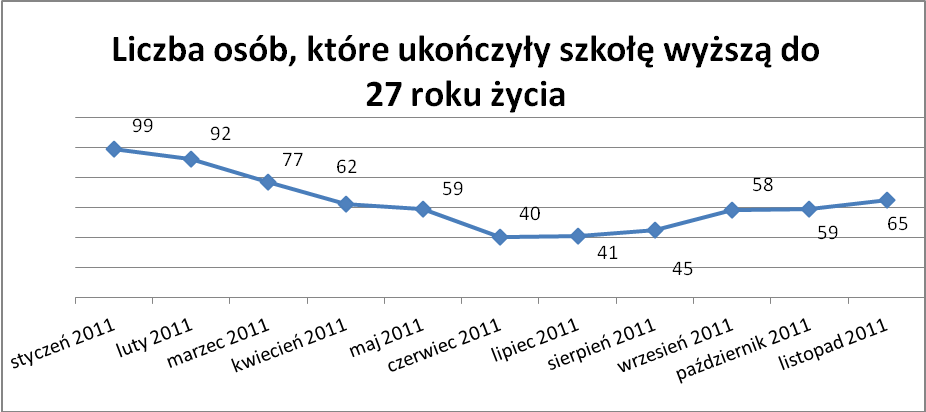 Liczba osób, które ukończyły szkołę wyższą do
27 roku życia
99
92
77
62
59
40
41
45
58
59
65
styczeń 2011
luty 2011
marzec 2011
kwiecień 2011
maj 2011
czerwiec 2011
lipiec 2011
sierpień 2011
wrzesień 2011
październik 2011
listopad 2011